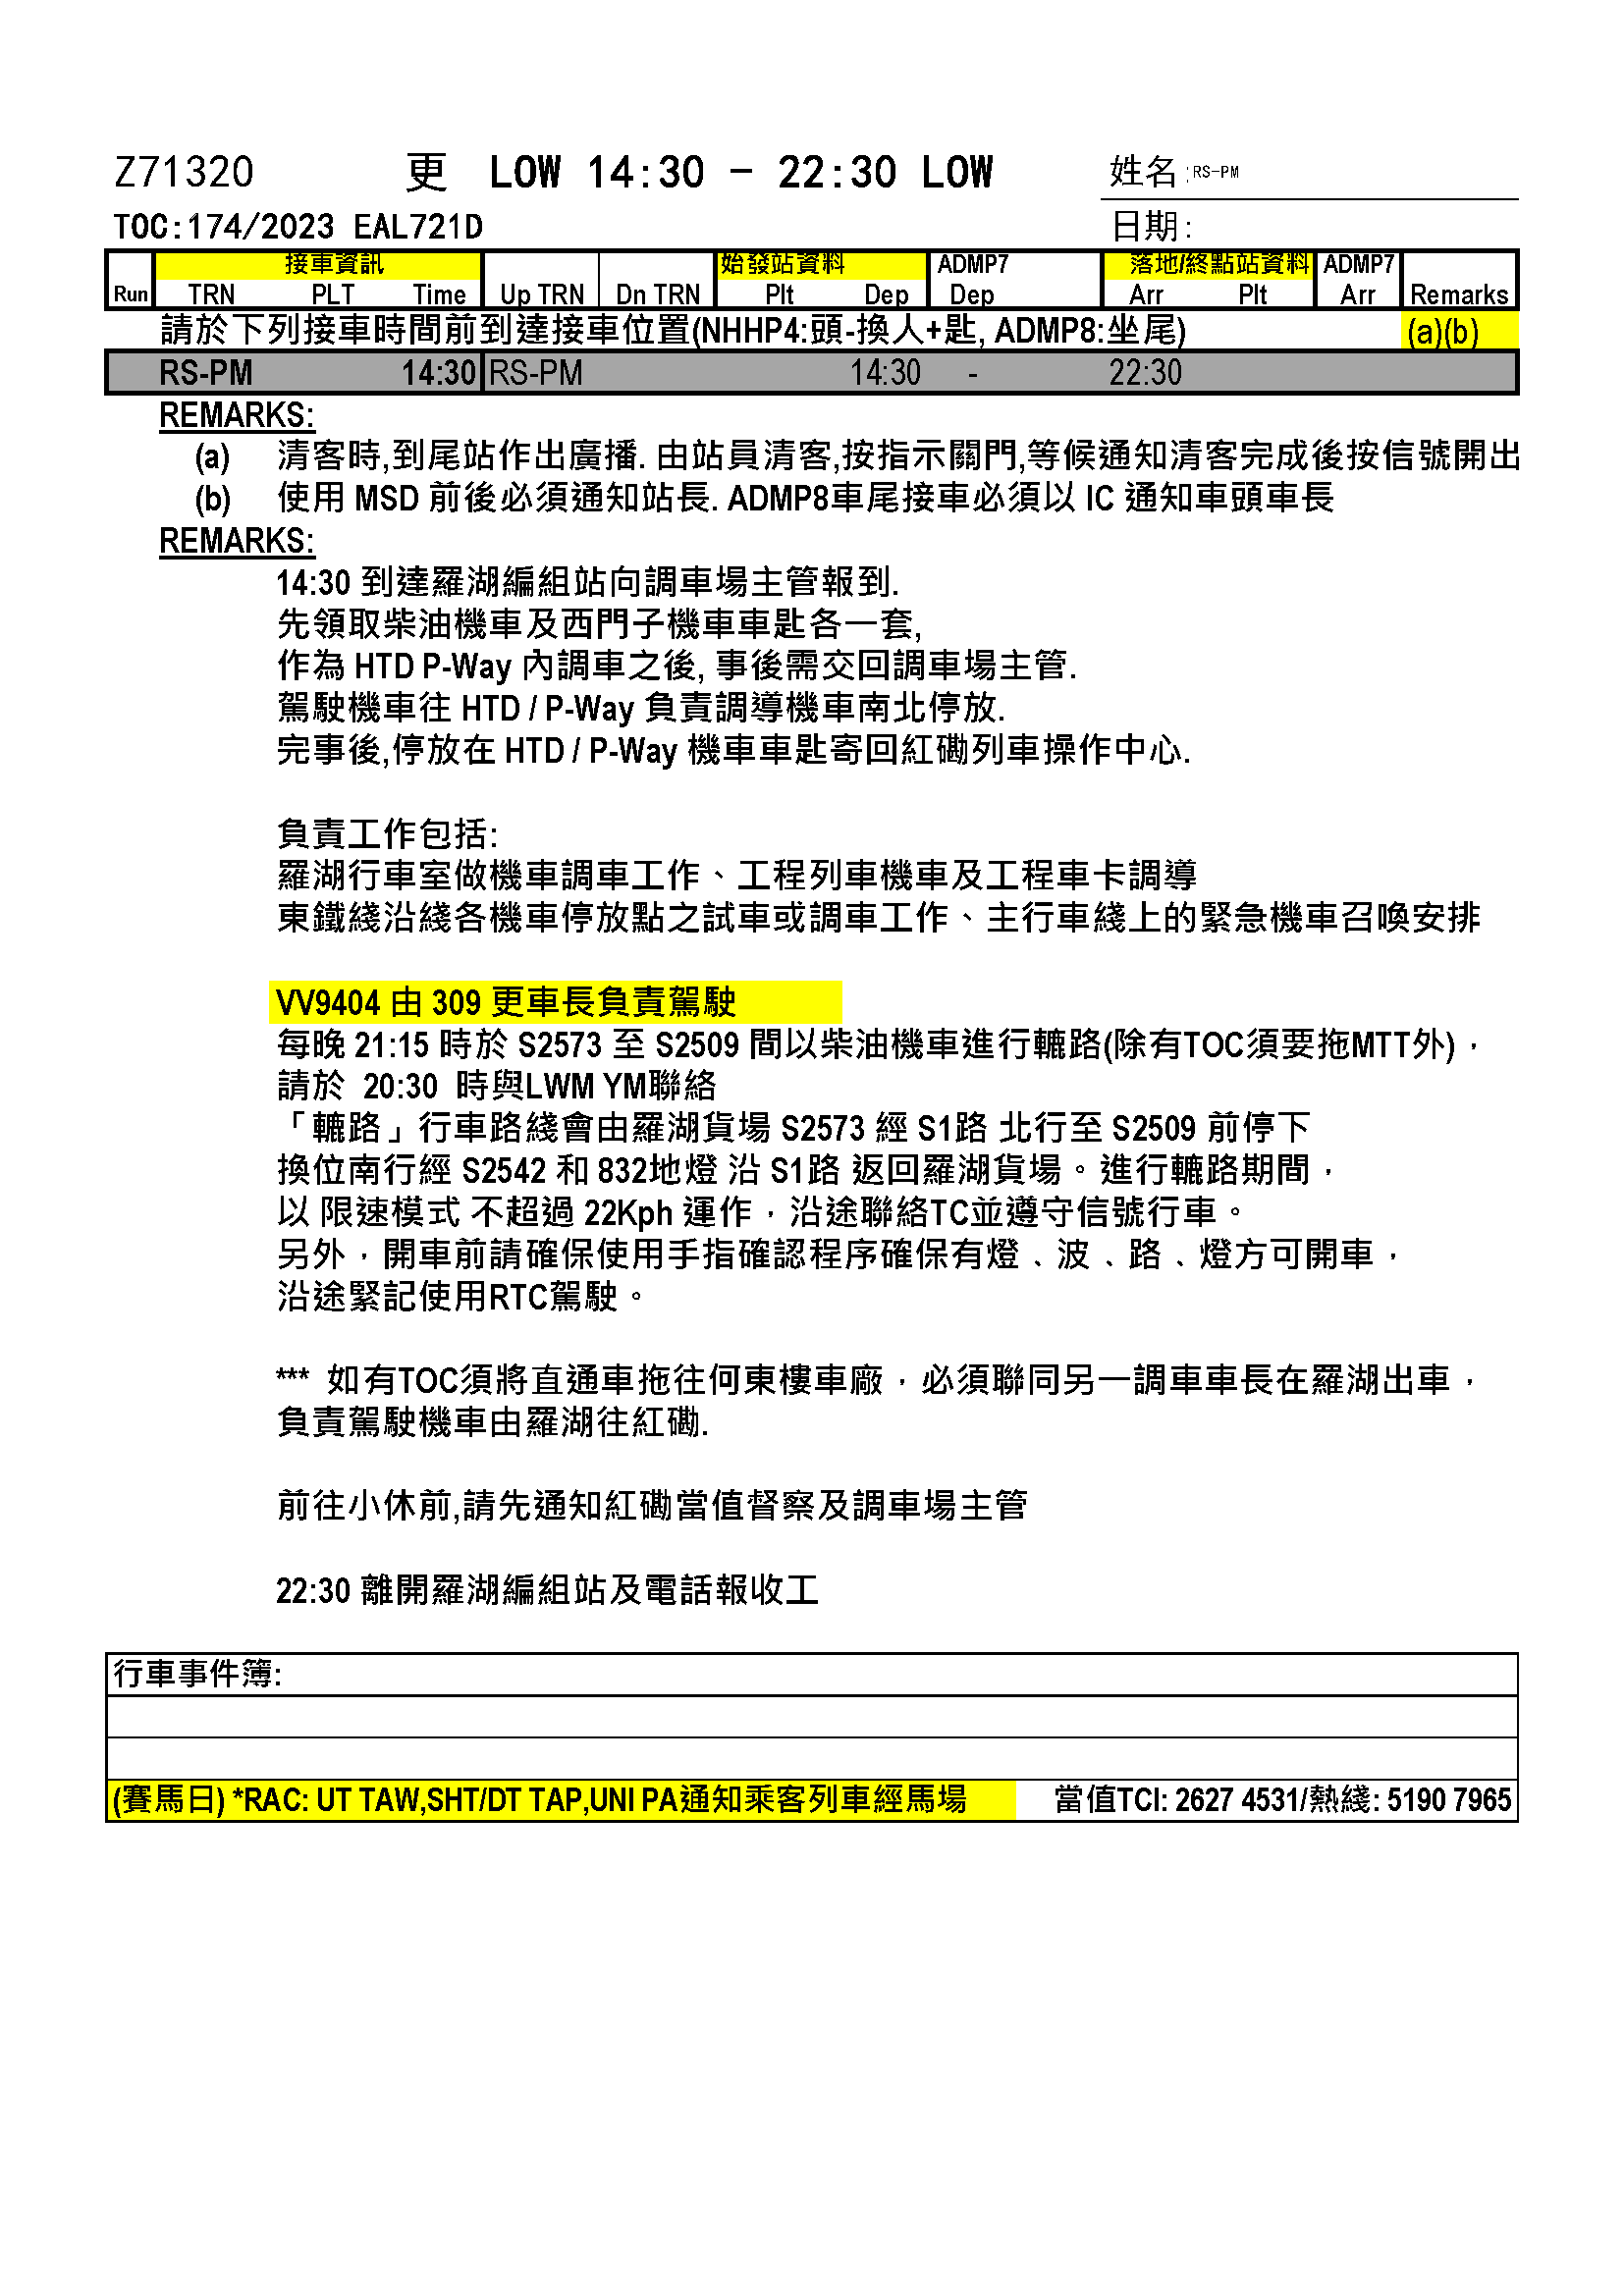 Z71320 更 LOW 14:30 - 22:30 LOW 姓名:RS-PM
TOC:174/2023 EAL721D 日期:
接車資訊 始發站資料 ADMP7 落地/終點站資料 ADMP7
Run TRN PLT Time Up TRN Dn TRN Plt Dep Dep Arr Plt Arr Remarks
請於下列接車時間前到達接車位置(NHHP4:頭-換人+匙, ADMP8:坐尾) (a)(b)
RS-PM 14:30 RS-PM 14:30 - 22:30
REMARKS:
(a) 清客時,到尾站作出廣播. 由站員清客,按指示關門,等候通知清客完成後按信號開出
(b) 使用 MSD 前後必須通知站長. ADMP8車尾接車必須以 IC 通知車頭車長
REMARKS:
14:30 到達羅湖編組站向調車場主管報到.
先領取柴油機車及西門子機車車匙各一套,
作為 HTD P-Way 內調車之後, 事後需交回調車場主管.
駕駛機車往 HTD / P-Way 負責調導機車南北停放.
完事後,停放在 HTD / P-Way 機車車匙寄回紅磡列車操作中心.
負責工作包括:
羅湖行車室做機車調車工作、工程列車機車及工程車卡調導
東鐵綫沿綫各機車停放點之試車或調車工作、主行車綫上的緊急機車召喚安排
VV9404 由 309 更車長負責駕駛
每晚 21:15 時於 S2573 至 S2509 間以柴油機車進行轆路(除有TOC須要拖MTT外)，
請於 20:30 時與LWM YM聯絡
「轆路」行車路綫會由羅湖貨場 S2573 經 S1路 北行至 S2509 前停下
換位南行經 S2542 和 832地燈 沿 S1路 返回羅湖貨場。進行轆路期間，
以 限速模式 不超過 22Kph 運作，沿途聯絡TC並遵守信號行車。
另外，開車前請確保使用手指確認程序確保有燈﹑波﹑路﹑燈方可開車，
沿途緊記使用RTC駕駛。
*** 如有TOC須將直通車拖往何東樓車廠，必須聯同另一調車車長在羅湖出車，
負責駕駛機車由羅湖往紅磡.
前往小休前,請先通知紅磡當值督察及調車場主管
22:30 離開羅湖編組站及電話報收工
行車事件簿:
(賽馬日) *RAC: UT TAW,SHT/DT TAP,UNI PA通知乘客列車經馬場 當值TCI: 2627 4531/熱綫: 5190 7965